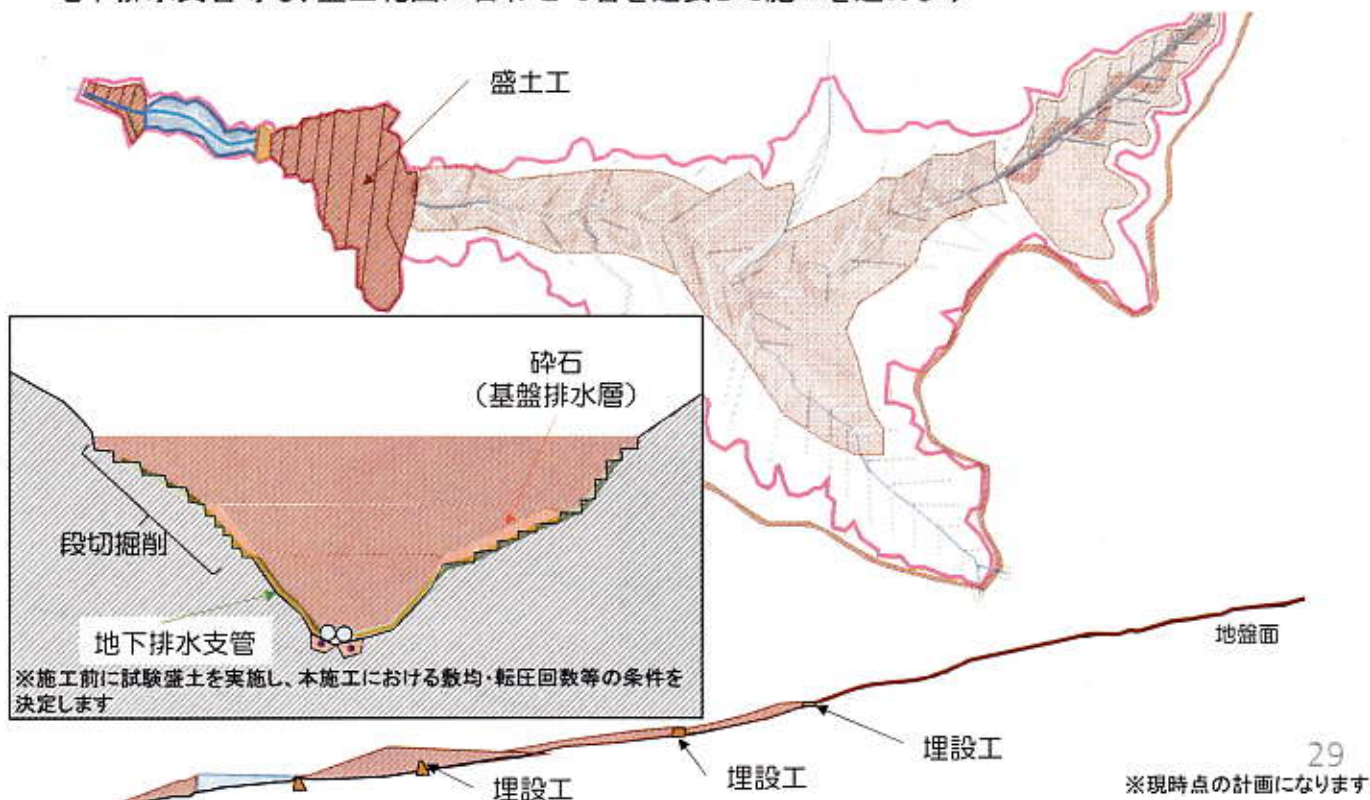 盛土工
砕石
（基盤排水層）
段切掘削
地下排水支管
※施工前に試験盛土を実施し、本施工における敷均・転圧回数等の条件を
決定します
地盤面
埋設工
埋設工
埋設工
29
※現時点の計画になります